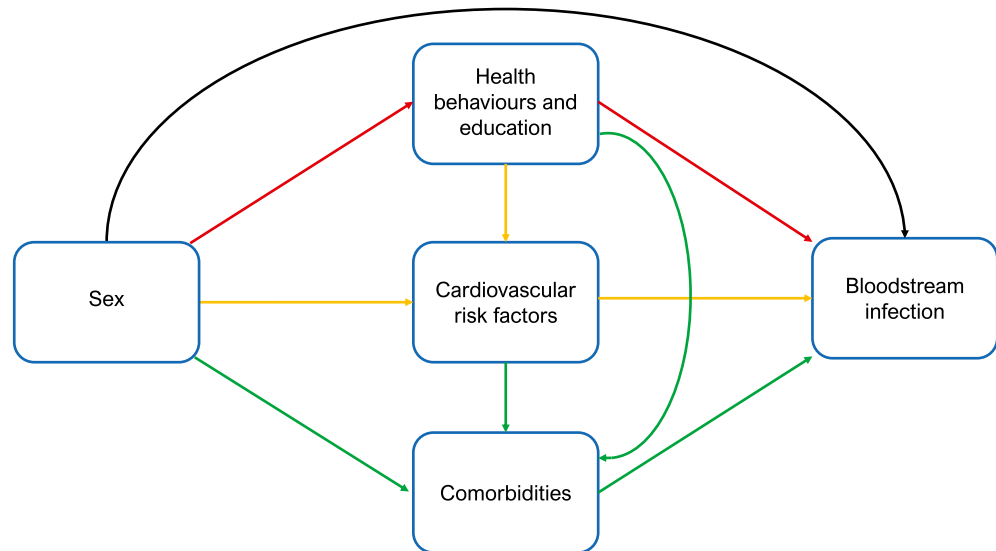 Health
behaviours and
education
Sex
Cardiovascular
risk factors
Bloodstream
infection
Comorbidities